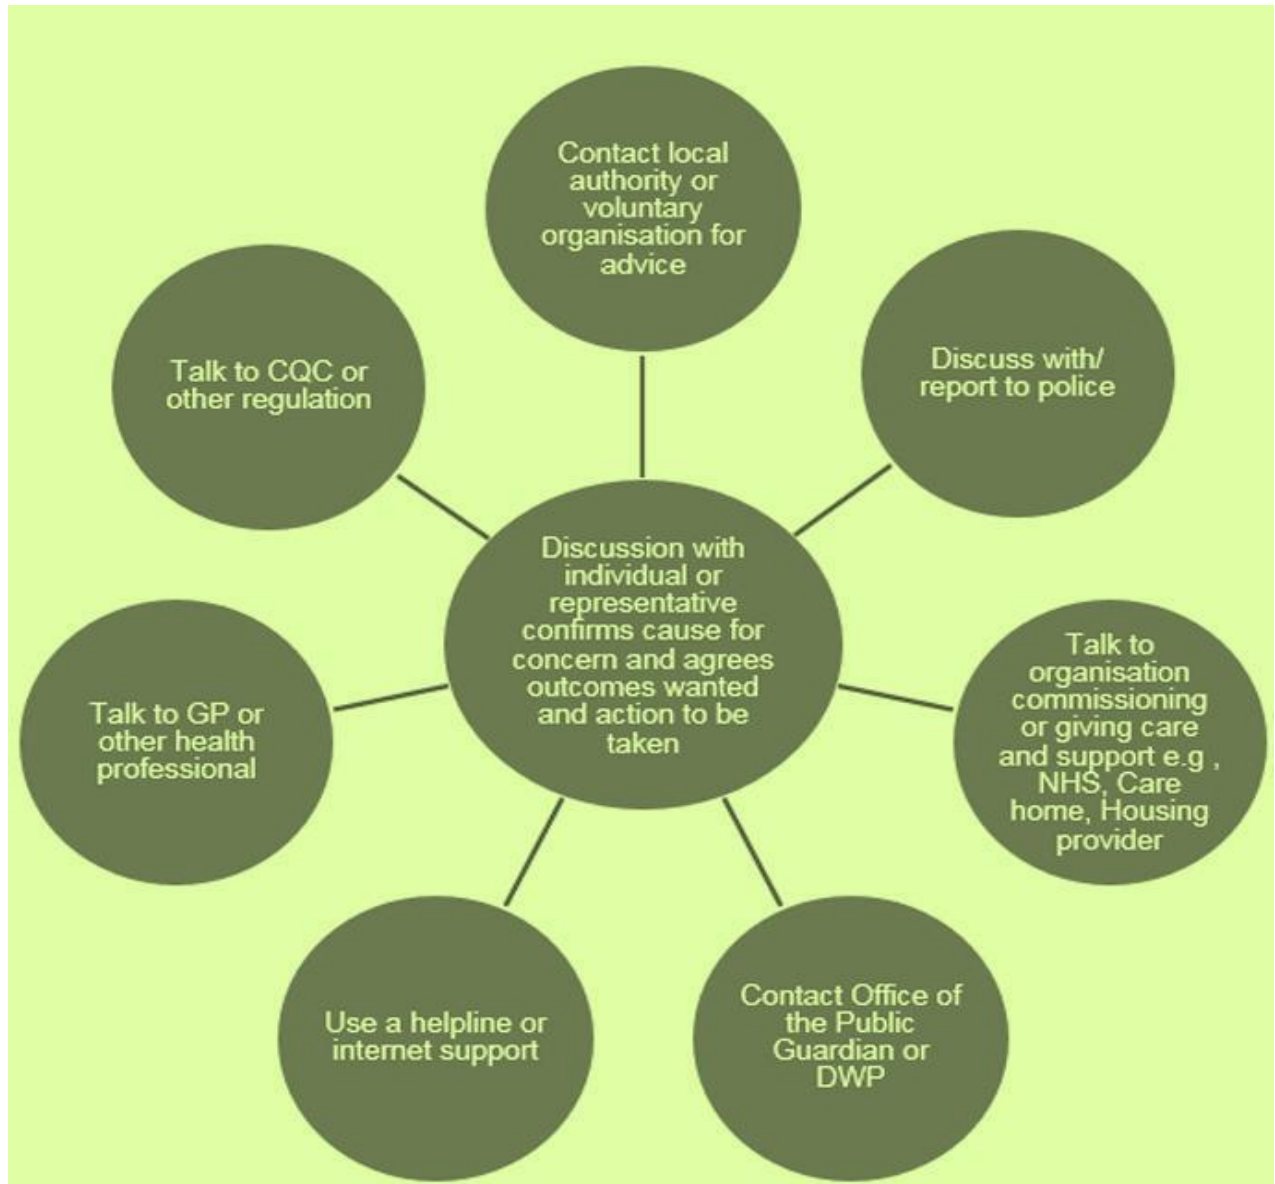 Contact local
authority or
voluntary
organisation for
advice
Talk to CQC or
other regulation
Discuss with/
report to police
Discussion with
individual or
representative
confirms cause for
concern and agrees
outcomes wanted
and action to be
taken
Talk to
organisation
commissioning
or giving care
and support e.g ,
NHS, Care
home, Housing
provider
Talk to GP or
other health
professional
Use a helpline or
internet support
Contact Office of
the Public
Guardian or
DWP